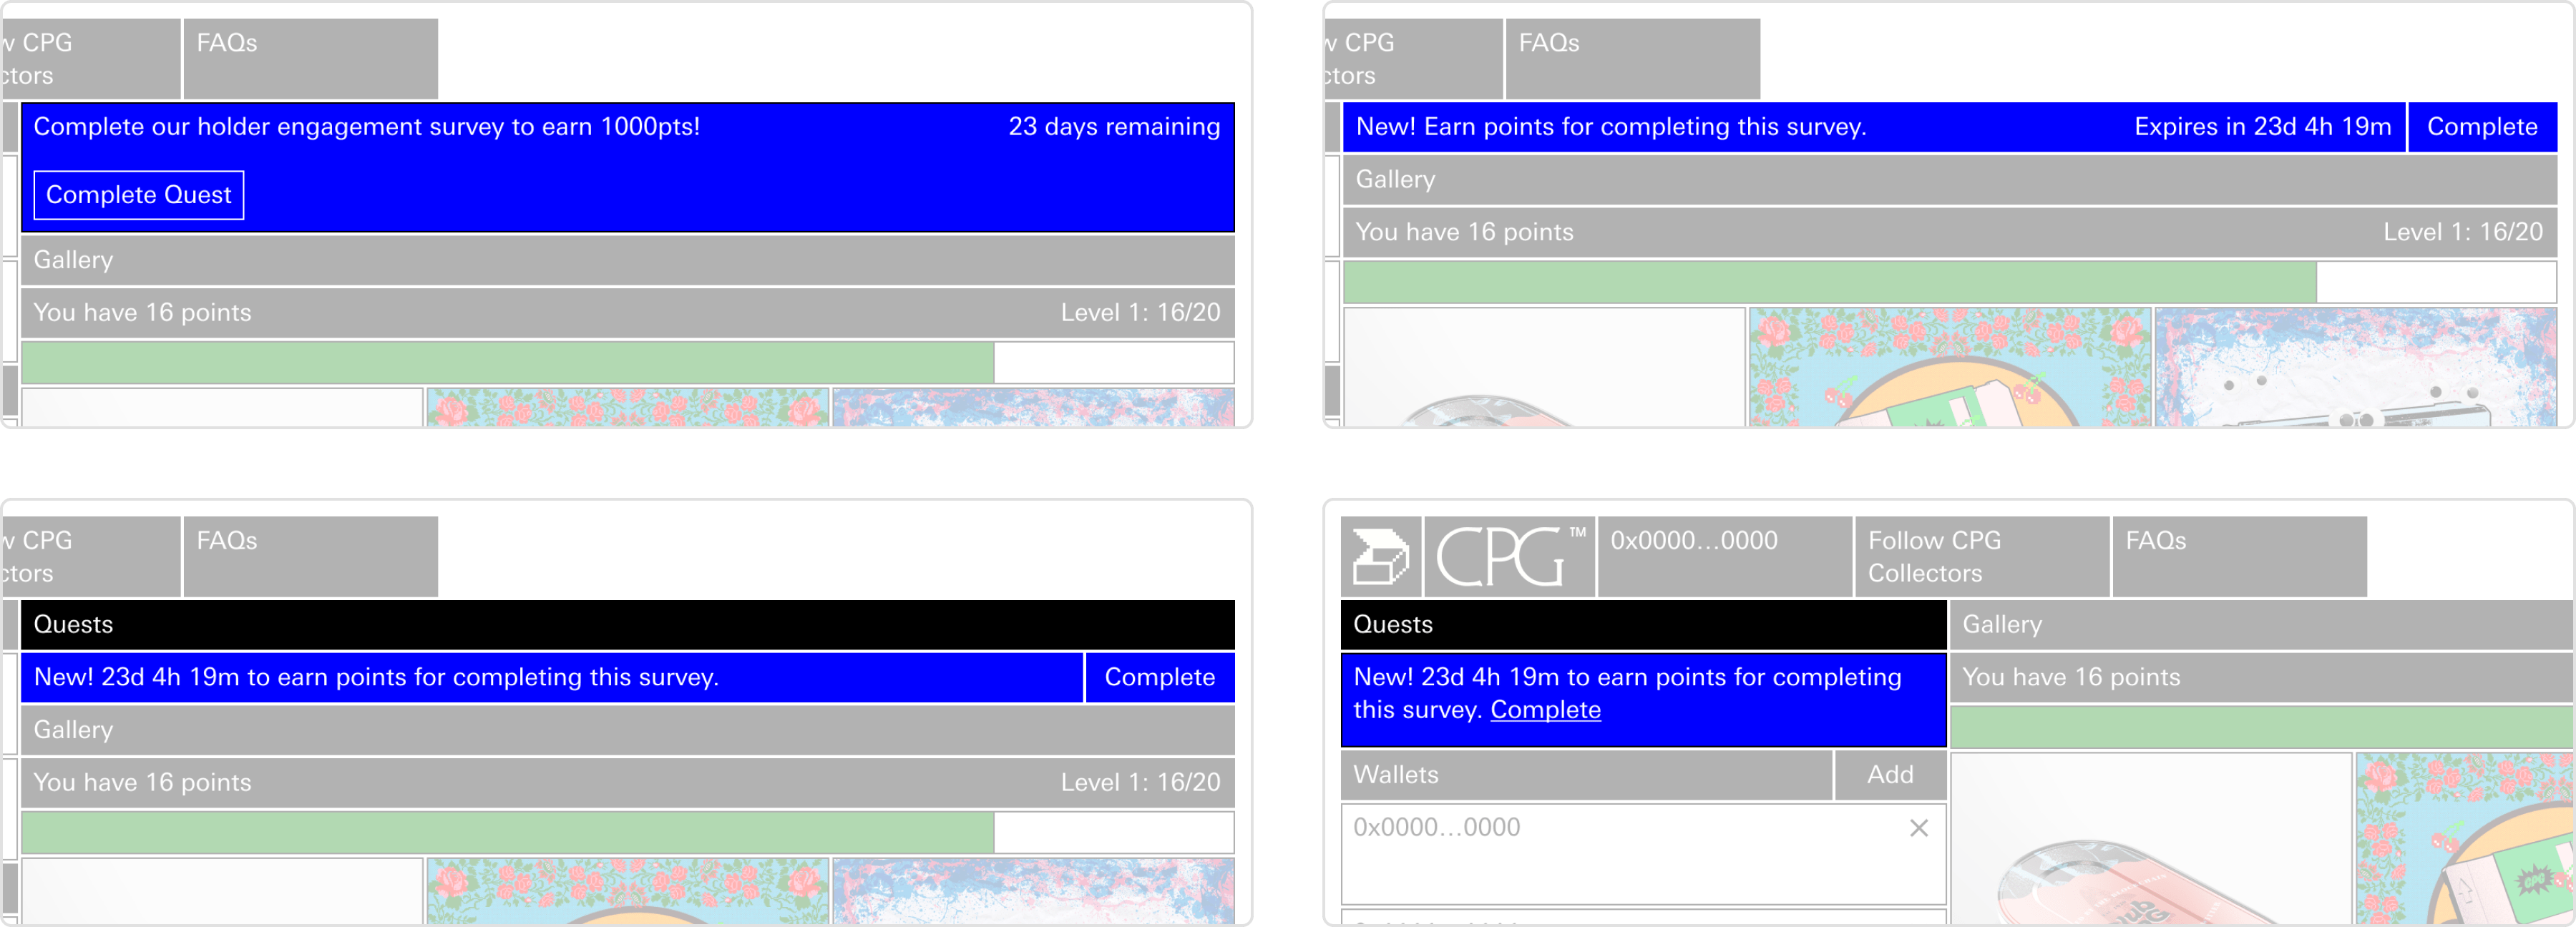 w CPG
ctors
FAQs
Complete our holder engagement survey to earn 1000pts!
23 days remaining
Complete Quest
Gallery
You have 16 points
Level 1: 16/20
w CPG
ctors
FAQs
New! Earn points for completing this survey.
Expires in 23d 4h 19m
Complete
Gallery
You have 16 points
Level 1: 16/20
w CPG
ctors
FAQs
Quests
New! 23d 4h 19m to earn points for completing this survey.
Complete
Gallery
You have 16 points
Level 1: 16/20
CPG™
0x0000...0000
Follow CPG
Collectors
FAQs
Quests
New! 23d 4h 19m to earn points for completing
this survey. Complete
Gallery
You have 16 points
Wallets
Add
0x0000...0000